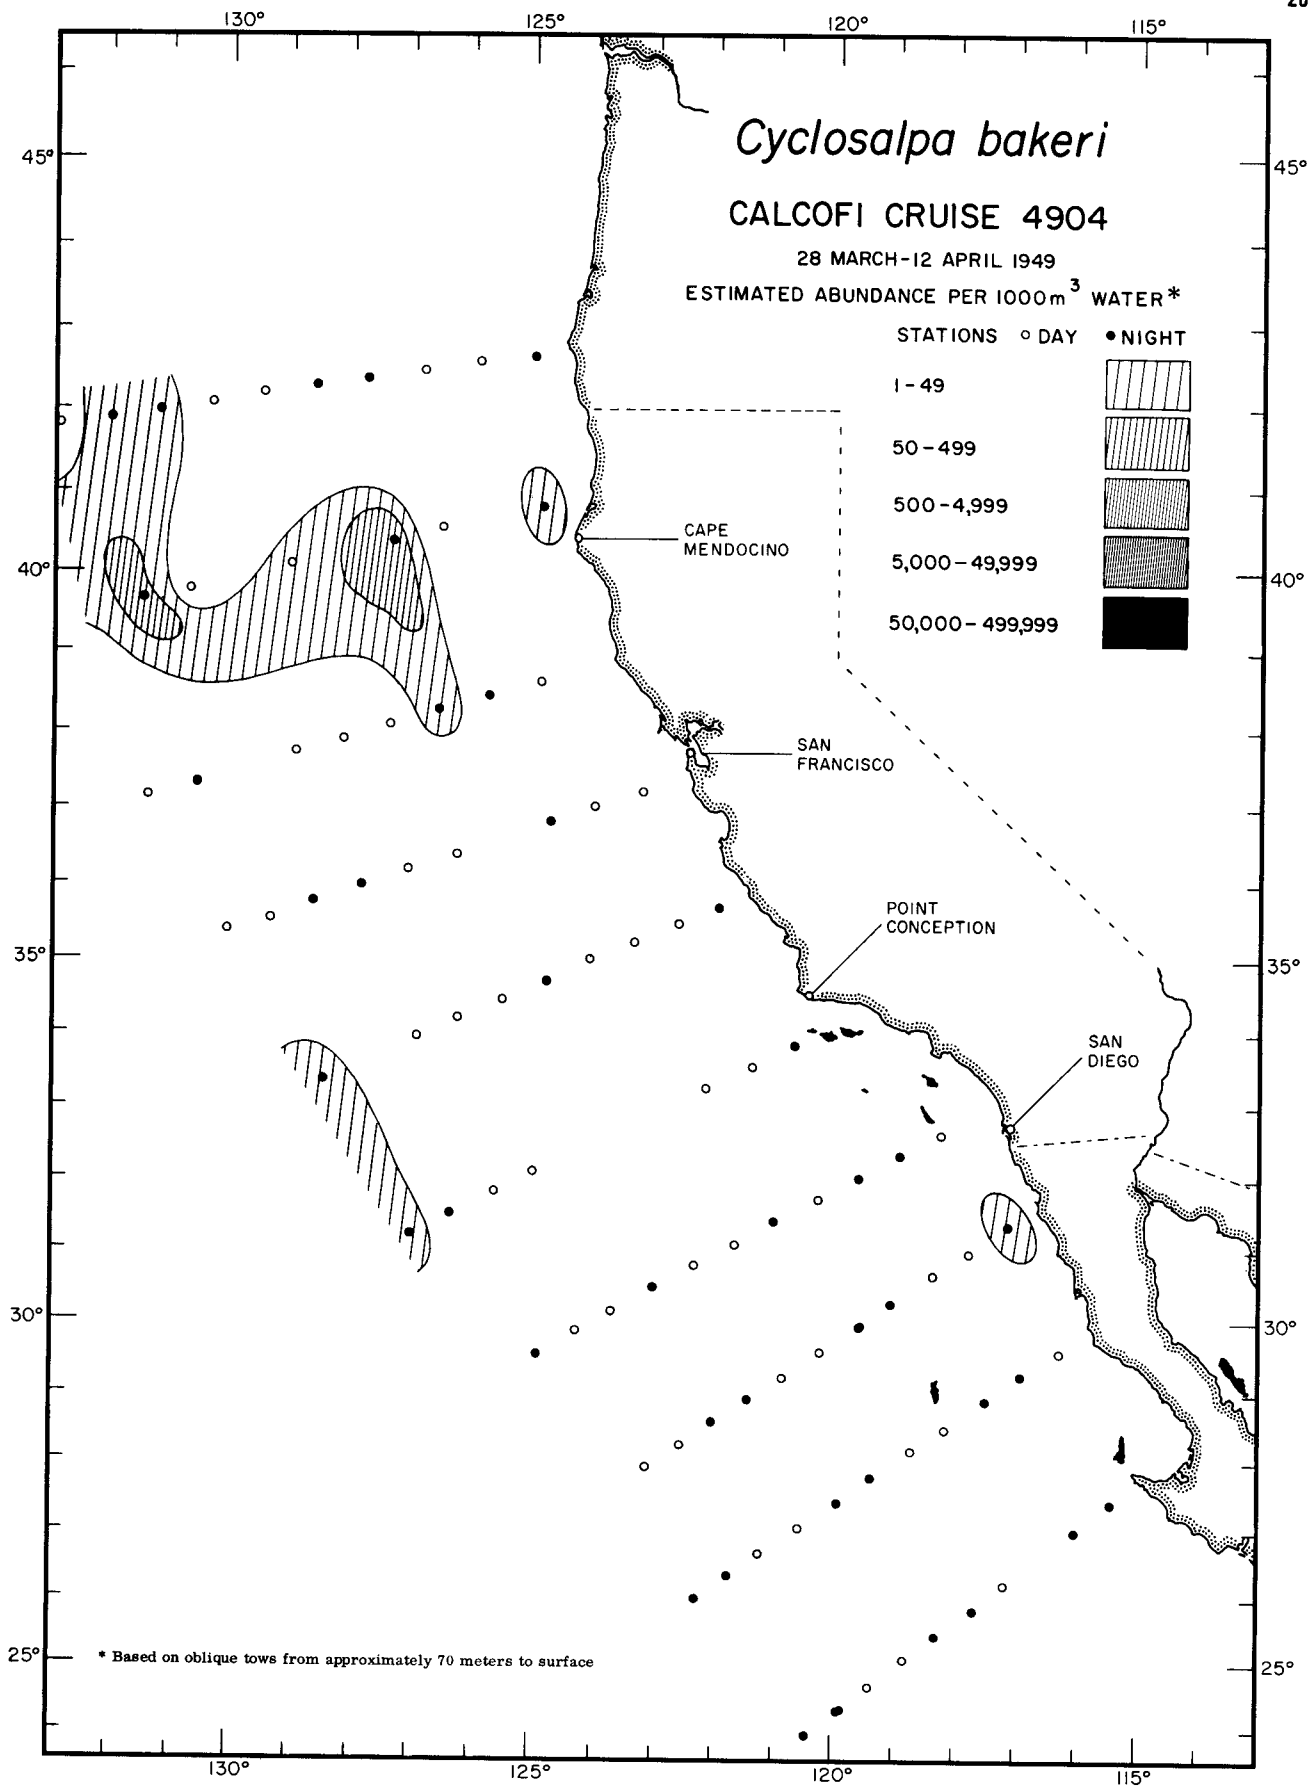 130°
125°
120°
115°
45°
45°
Cyclosalpa bakeri
CALCOFI CRUISE 4904
28 MARCH-12 APRIL 1949
ESTIMATED ABUNDANCE PER 1000m³ WATER*
STATIONS ○ DAY ● NIGHT
1-49
50-499
500-4,999
5,000-49,999
50,000-499,999
40°
40°
CAPE
MENDOCINO
SAN
FRANCISCO
POINT
CONCEPTION
35°
35°
SAN
DIEGO
30°
30°
25°
25°
* Based on oblique tows from approximately 70 meters to surface
130°
125°
120°
115°